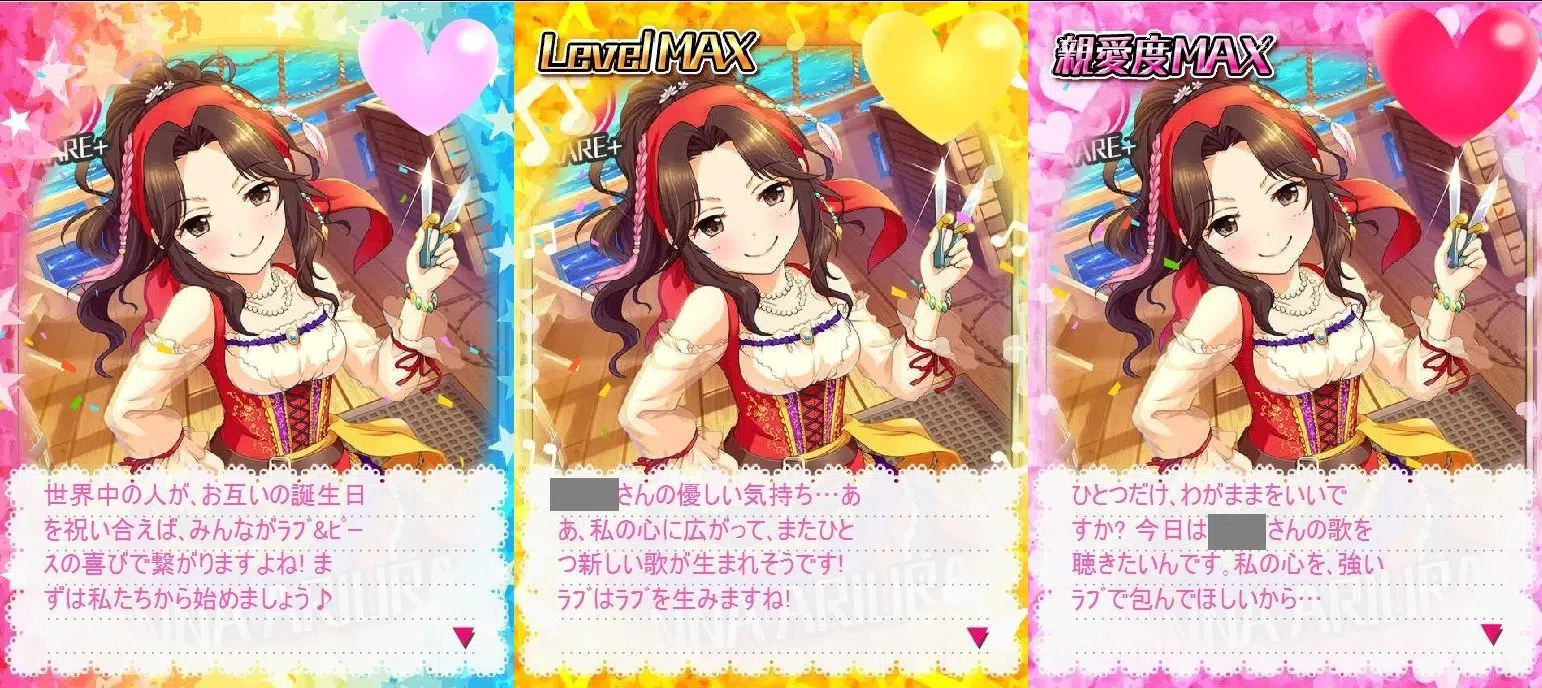 ARE+
世界中の人が、お互いの誕生日
を祝い合えば、みんながﾗﾌﾞ&ﾋﾟｰ
ｽの喜びで繋がりますよね! ま
ずは私たちから始めましょう♪
Level MAX
ARE+
さんの優しい気持ち…あ
あ、私の心に広がって、またひと
つ新しい歌が生まれそうです!
ﾗﾌﾞはﾗﾌﾞを生みますね!
親愛度MAX
ARE+
ひとつだけ、わがままをいいで
すか? 今日は さんの歌を
聴きたいんです。私の心を、強い
ﾗﾌﾞで包んでほしいから…